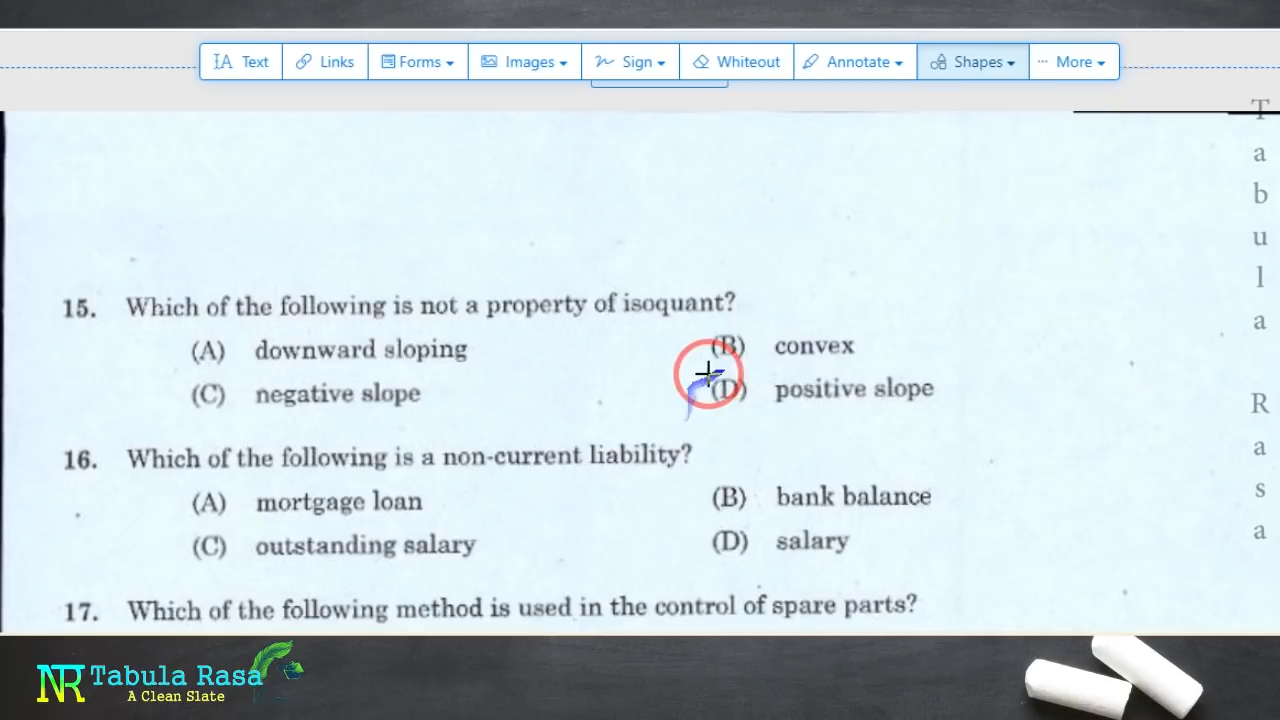 Text Links Forms Images Sign Whiteout Annotate Shapes More
15. Which of the following is not a property of isoquant?
(A) downward sloping (B) convex
(C) negative slope (D) positive slope
16. Which of the following is a non-current liability?
(A) mortgage loan (B) bank balance
(C) outstanding salary (D) salary
17. Which of the following method is used in the control of spare parts?
Tabula Rasa
NR Tabula Rasa
A Clean Slate